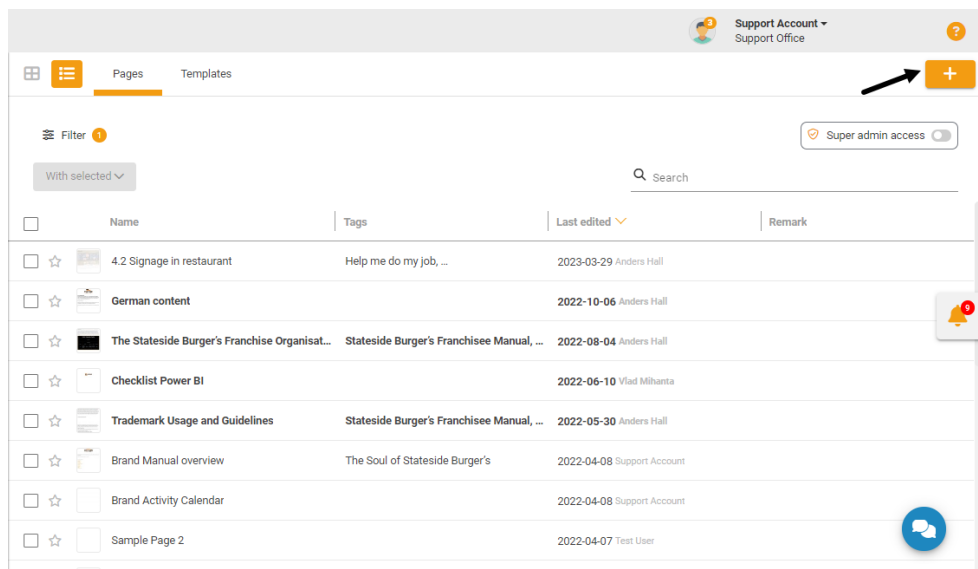 3
Support Account
Support Office
?
Pages Templates
+
Filter 1
Super admin access
With selected
Search
Name Tags Last edited Remark
4.2 Signage in restaurant Help me do my job, ... 2023-03-29 Anders Hall
German content 2022-10-06 Anders Hall
9
The Stateside Burger's Franchise Organisat... Stateside Burger's Franchisee Manual, ... 2022-08-04 Anders Hall
Checklist Power BI 2022-06-10 Vlad Mihanta
Trademark Usage and Guidelines Stateside Burger's Franchisee Manual, ... 2022-05-30 Anders Hall
Brand Manual overview The Soul of Stateside Burger's 2022-04-08 Support Account
Brand Activity Calendar 2022-04-08 Support Account
Sample Page 2 2022-04-07 Test User